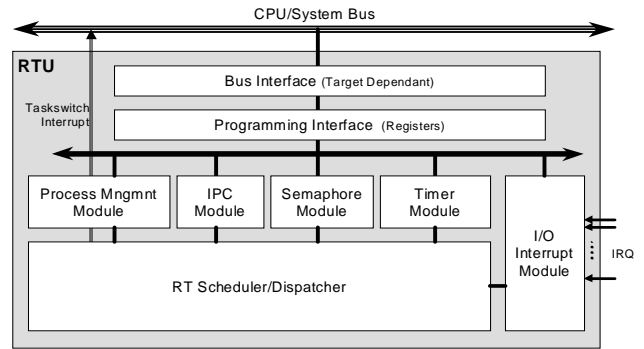 CPU/System Bus
RTU
Bus Interface (Target Dependant)
Taskswitch
Interrupt
Programming Interface (Registers)
Process Mngmnt
Module
IPC
Module
Semaphore
Module
Timer
Module
I/O
Interrupt
Module
IRQ
RT Scheduler/Dispatcher